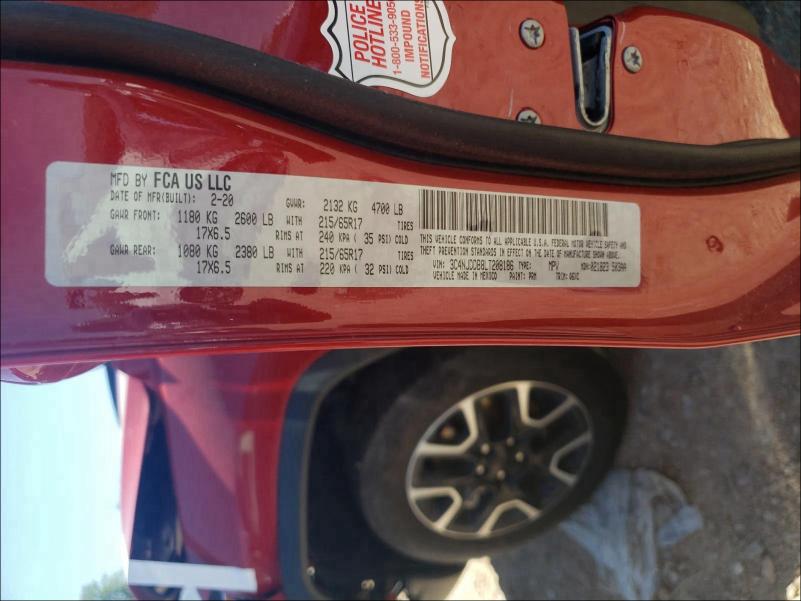 POLICE
HOTLINE
1-800-533-905
IMPOUND
NOTIFICATIONS
MFD BY FCA US LLC
DATE OF MFR(BUILT): 2-20 GVWR: 2132 KG 4700 LB
GAWR FRONT: 1180 KG 2600 LB WITH 215/65R17 TIRES
17X6.5 RIMS AT 240 KPA ( 35 PSI) COLD
GAWR REAR: 1080 KG 2380 LB WITH 215/65R17 TIRES
17X6.5 RIMS AT 220 KPA ( 32 PSI) COLD
THIS VEHICLE CONFORMS TO ALL APPLICABLE U.S.A. FEDERAL MOTOR VEHICLE SAFETY AND
THEFT PREVENTION STANDARDS IN EFFECT ON THE DATE OF MANUFACTURE SHOWN ABOVE.
VIN: 3C4NJDDB8LT208186 TYPE: MPV MDH:
VEHICLE MADE IN MEXICO PAINT: PRM TRIM: